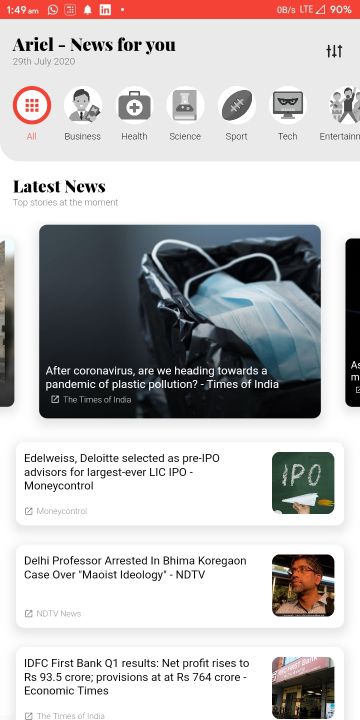 1:49 am
0B/s LTE 90%
Ariel - News for you
29th July 2020
All
Business
Health
Science
Sport
Tech
Entertainm
Latest News
Top stories at the moment
After coronavirus, are we heading towards a
pandemic of plastic pollution? - Times of India
The Times of India
As
m
Edelweiss, Deloitte selected as pre-IPO
advisors for largest-ever LIC IPO -
Moneycontrol
IPO
Moneycontrol
Delhi Professor Arrested In Bhima Koregaon
Case Over "Maoist Ideology" - NDTV
NDTV News
IDFC First Bank Q1 results: Net profit rises to
Rs 93.5 crore; provisions at at Rs 764 crore -
Economic Times
The Times of India